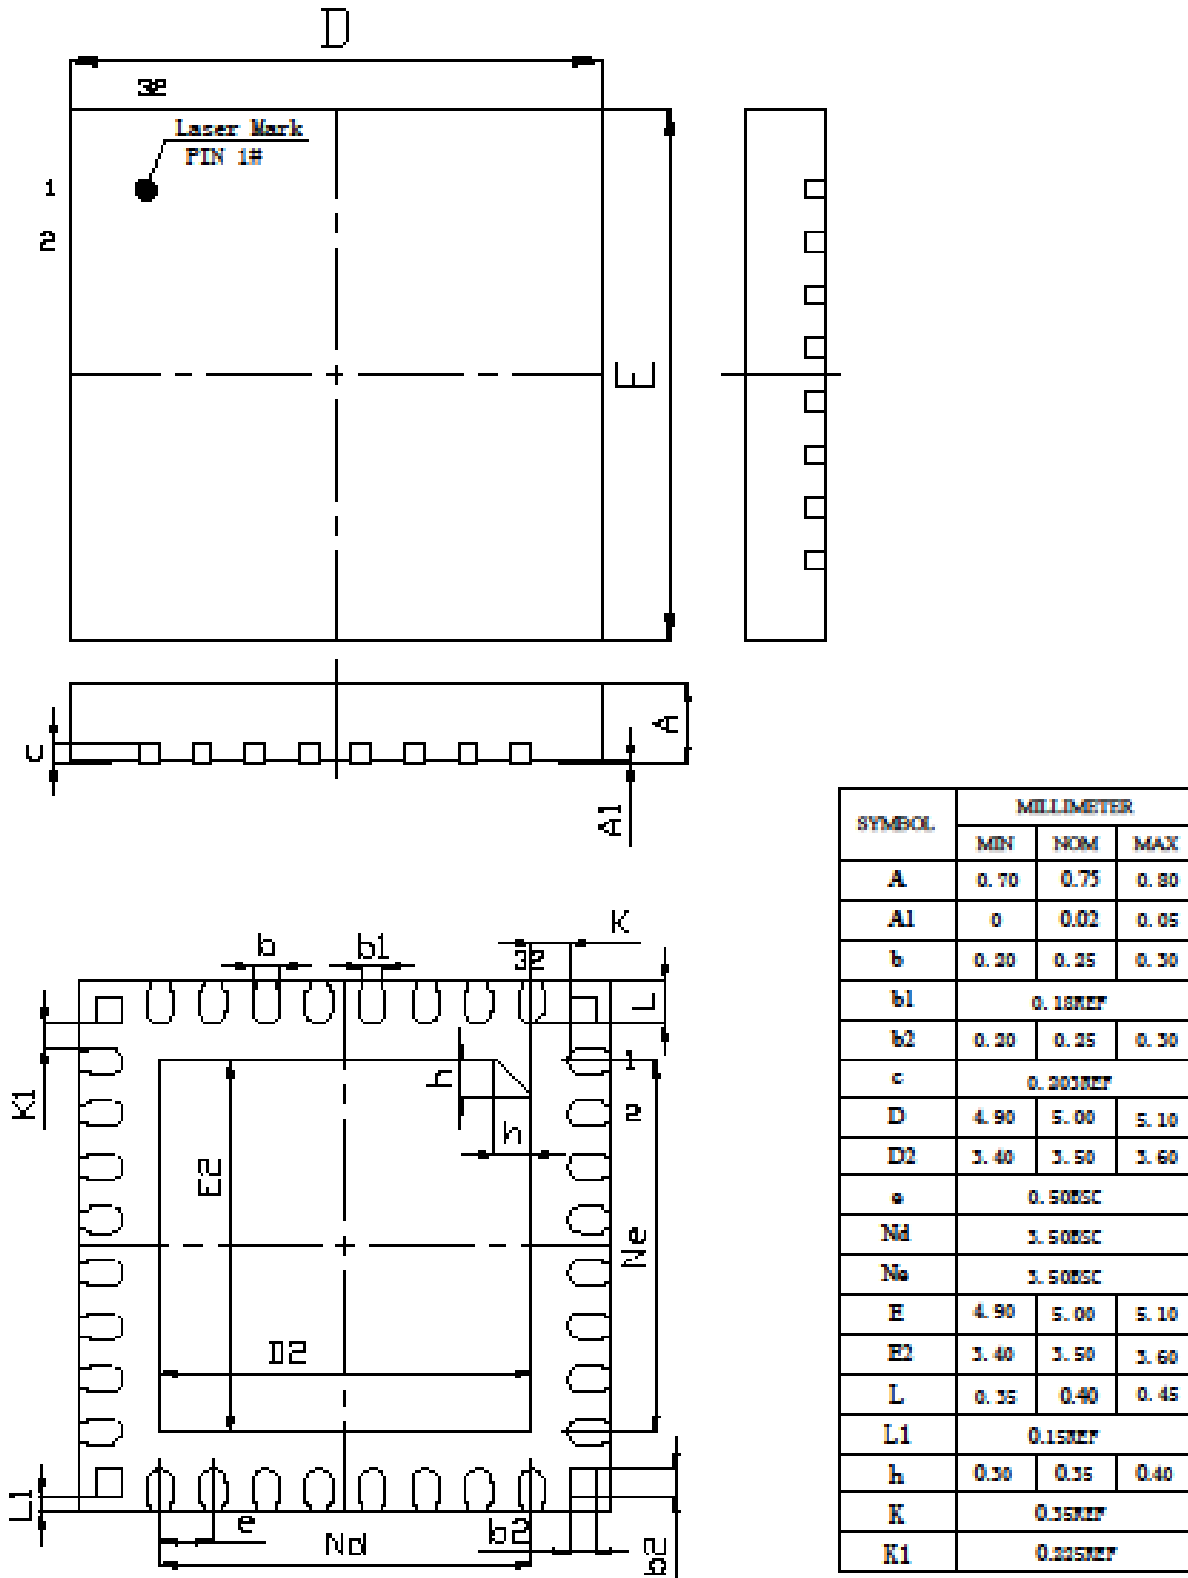 D
32
Laser Mark
PIN 1#
1
2
E
A
c
A1
K
b
b1
32
L
K1
h
1
h
2
E2
Ne
D2
L1
e
b2
Nd
b2
SYMBOL MILLIMETER
MIN NOM MAX
A 0.70 0.75 0.80
A1 0 0.02 0.05
b 0.20 0.25 0.30
b1 0.18REF
b2 0.20 0.25 0.30
c 0.203REF
D 4.90 5.00 5.10
D2 3.40 3.50 3.60
e 0.50BSC
Nd 3.50BSC
Ne 3.50BSC
E 4.90 5.00 5.10
E2 3.40 3.50 3.60
L 0.35 0.40 0.45
L1 0.15REF
h 0.30 0.35 0.40
K 0.35REF
K1 0.225REF